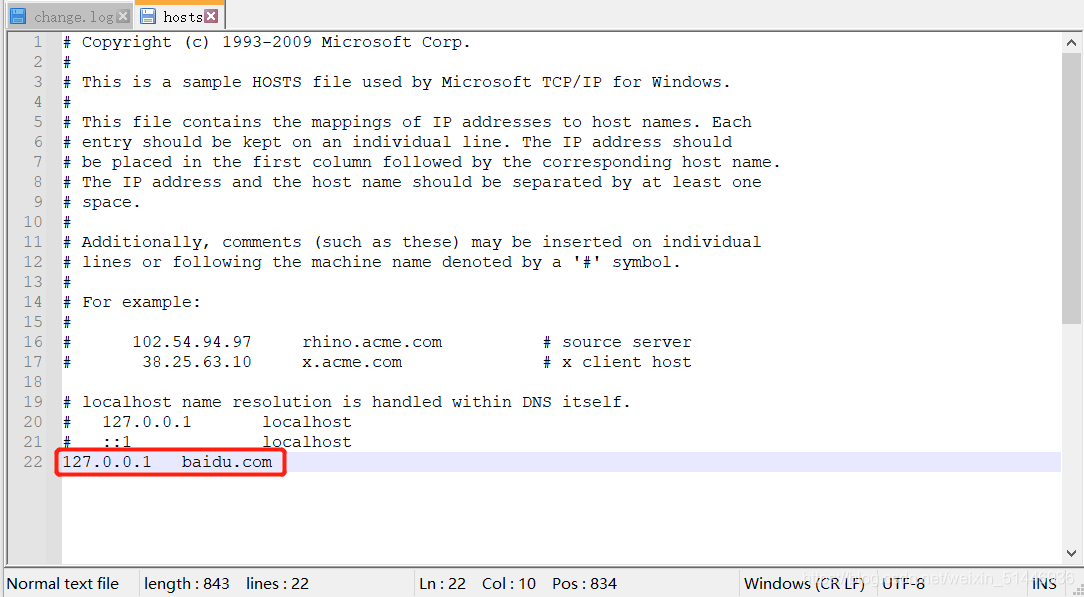 change.log hosts
1 # Copyright (c) 1993-2009 Microsoft Corp.
2 #
3 # This is a sample HOSTS file used by Microsoft TCP/IP for Windows.
4 #
5 # This file contains the mappings of IP addresses to host names. Each
6 # entry should be kept on an individual line. The IP address should
7 # be placed in the first column followed by the corresponding host name.
8 # The IP address and the host name should be separated by at least one
9 # space.
10 #
11 # Additionally, comments (such as these) may be inserted on individual
12 # lines or following the machine name denoted by a '#' symbol.
13 #
14 # For example:
15 #
16 #      102.54.94.97     rhino.acme.com          # source server
17 #       38.25.63.10     x.acme.com              # x client host
18
19 # localhost name resolution is handled within DNS itself.
20 #   127.0.0.1       localhost
21 #   ::1             localhost
22 127.0.0.1   baidu.com
Normal text file length : 843 lines : 22 Ln : 22 Col : 10 Pos : 834 Windows (CR LF) UTF-8 INS